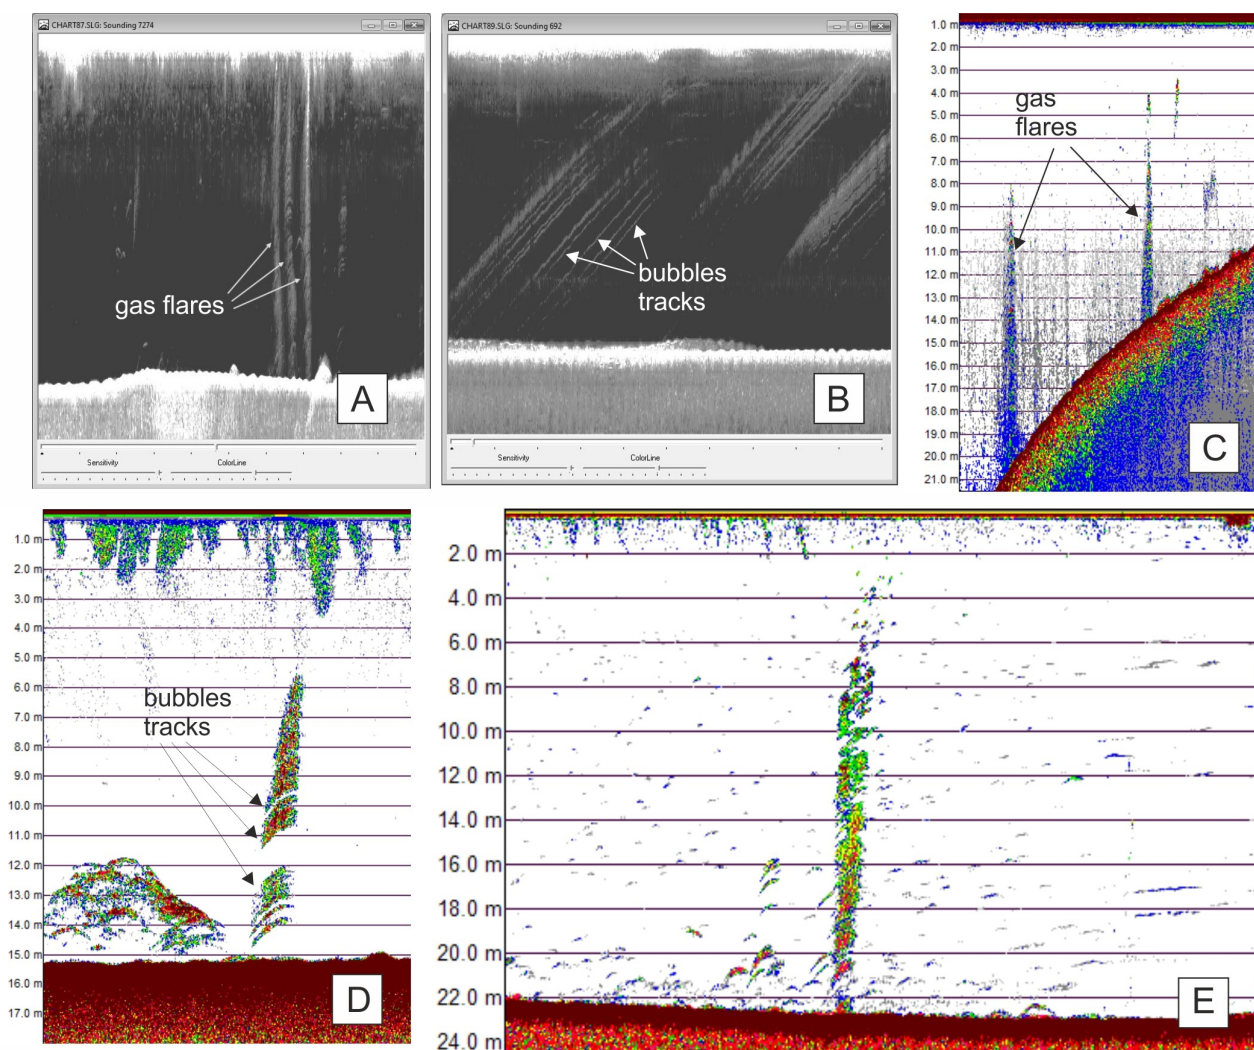 CHART87.SLG: Sounding 7274
gas flares
A
Sensitivity
ColorLine
CHART89.SLG: Sounding 692
bubbles
tracks
B
Sensitivity
ColorLine
1.0 m
2.0 m
3.0 m
4.0 m
5.0 m
6.0 m
7.0 m
8.0 m
9.0 m
10.0 m
11.0 m
12.0 m
13.0 m
14.0 m
15.0 m
16.0 m
17.0 m
18.0 m
19.0 m
20.0 m
21.0 m
gas
flares
C
1.0 m
2.0 m
3.0 m
4.0 m
5.0 m
6.0 m
7.0 m
8.0 m
9.0 m
10.0 m
11.0 m
12.0 m
13.0 m
14.0 m
15.0 m
16.0 m
17.0 m
bubbles
tracks
D
2.0 m
4.0 m
6.0 m
8.0 m
10.0 m
12.0 m
14.0 m
16.0 m
18.0 m
20.0 m
22.0 m
24.0 m
E